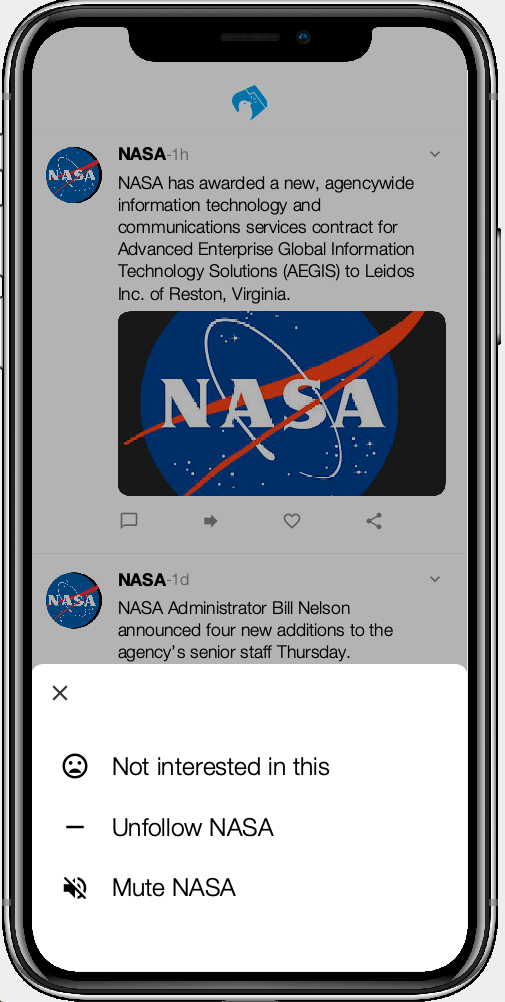 NASA-1h
NASA has awarded a new, agencywide
information technology and
communications services contract for
Advanced Enterprise Global Information
Technology Solutions (AEGIS) to Leidos
Inc. of Reston, Virginia.
NASA
NASA
NASA-1d
NASA Administrator Bill Nelson
announced four new additions to the
agency’s senior staff Thursday.
NASA
Not interested in this
Unfollow NASA
Mute NASA